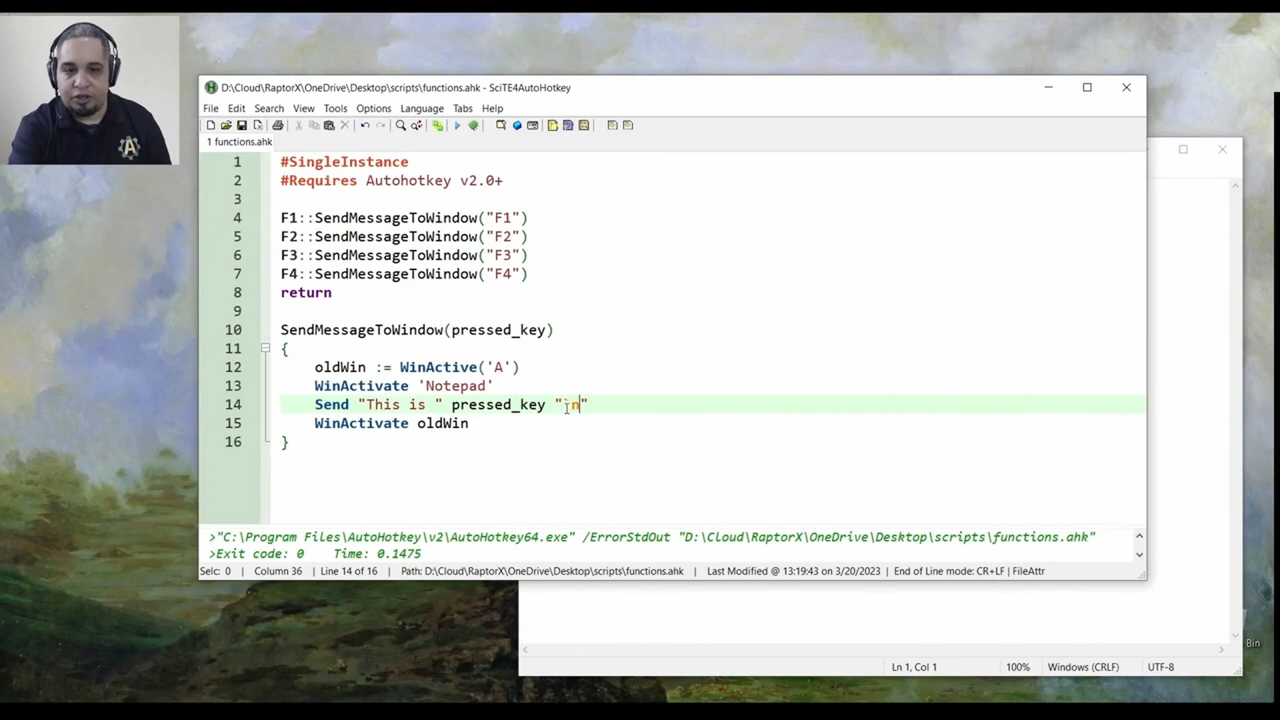 D:\Cloud\RaptorX\OneDrive\Desktop\scripts\functions.ahk - SciTE4AutoHotkey
File Edit Search View Tools Options Language Tabs Help
1 functions.ahk
1 #SingleInstance
2 #Requires Autohotkey v2.0+
3
4 F1::SendMessageToWindow("F1")
5 F2::SendMessageToWindow("F2")
6 F3::SendMessageToWindow("F3")
7 F4::SendMessageToWindow("F4")
8 return
9
10 SendMessageToWindow(pressed_key)
11 {
12 oldWin := WinActive('A')
13 WinActivate 'Notepad'
14 Send "This is " pressed_key "`n"
15 WinActivate oldWin
16 }
>"C:\Program Files\AutoHotkey\v2\AutoHotkey64.exe" /ErrorStdOut "D:\Cloud\RaptorX\OneDrive\Desktop\scripts\functions.ahk"
>Exit code: 0 Time: 0.1475
Selc: 0 Column 36 Line 14 of 16 Path: D:\Cloud\RaptorX\OneDrive\Desktop\scripts\functions.ahk Last Modified @ 13:19:43 on 3/20/2023 End of Line mode: CR+LF FileAttr
Bin
Ln 1, Col 1 100% Windows (CRLF) UTF-8